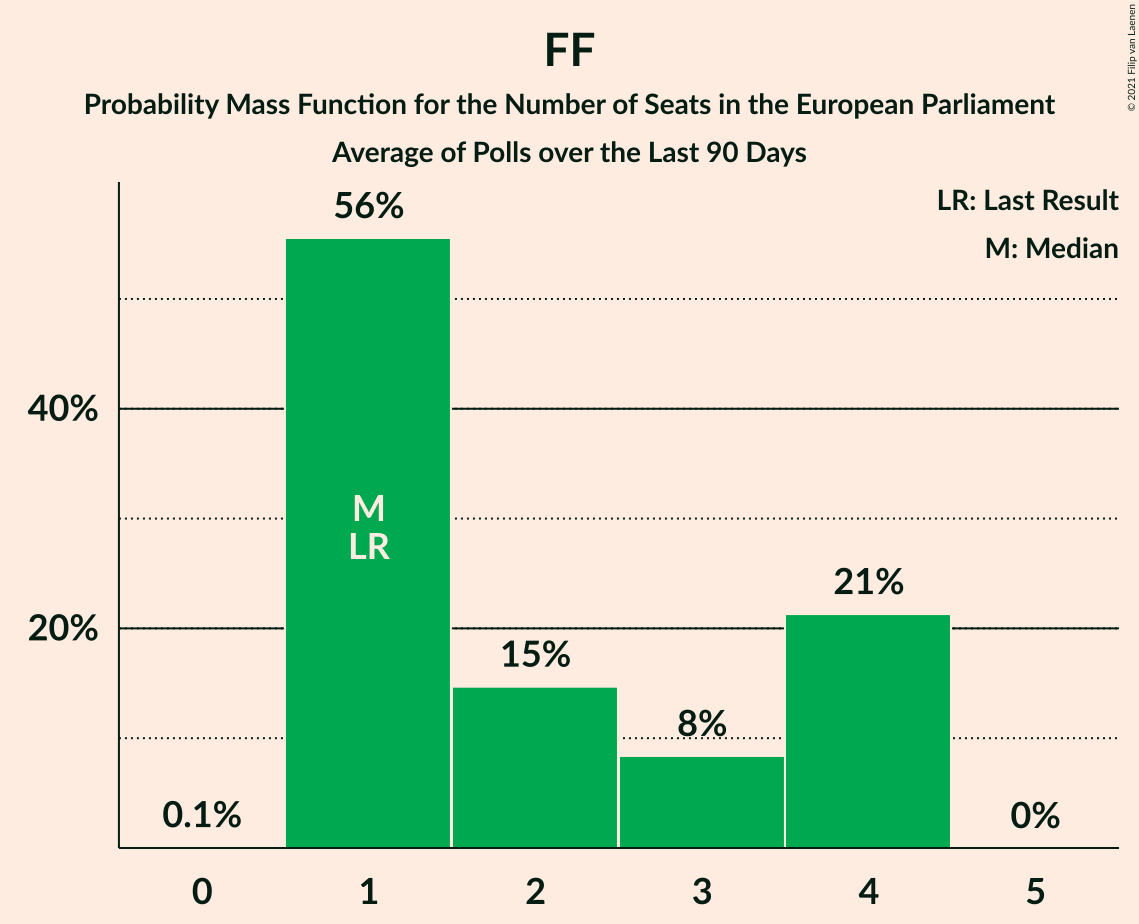 FF
Probability Mass Function for the Number of Seats in the European Parliament
Average of Polls over the Last 90 Days
© 2021 Filip van Laenen
LR: Last Result
M: Median
56%
40%
M
LR
21%
20%
15%
8%
0.1%
0%
0 1 2 3 4 5